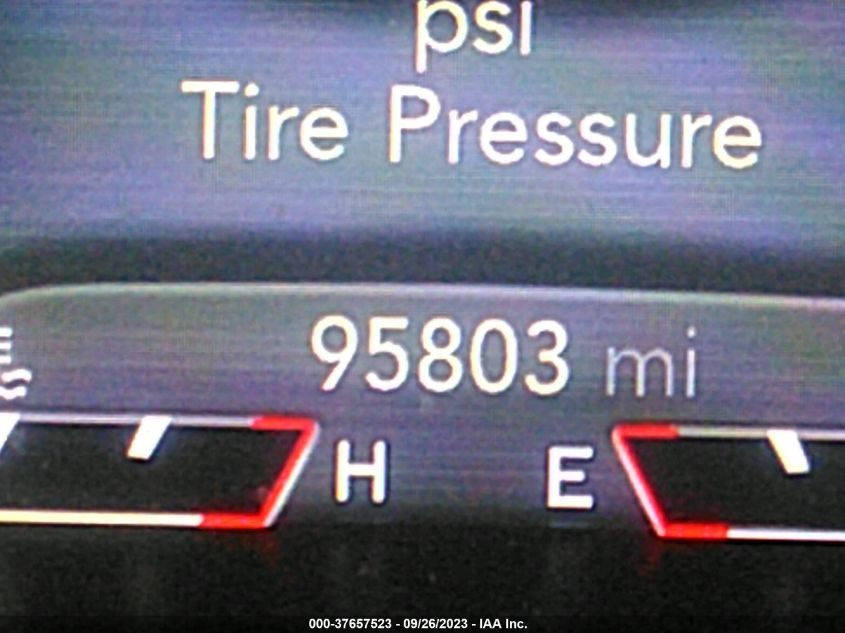 psi
Tire Pressure
95803 mi
H E
000-37657523 - 09/26/2023 - IAA Inc.